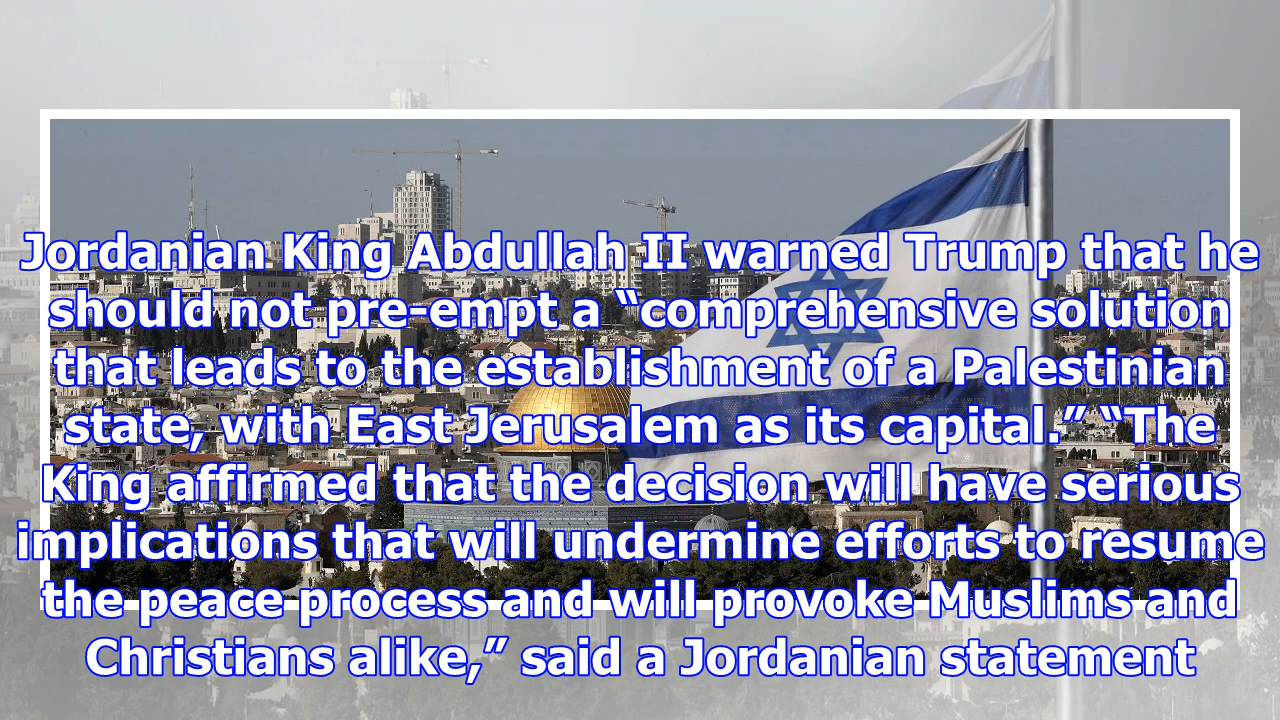 Jordanian King Abdullah II warned Trump that he
should not pre-empt a “comprehensive solution
that leads to the establishment of a Palestinian
state, with East Jerusalem as its capital.” “The
King affirmed that the decision will have serious
implications that will undermine efforts to resume
the peace process and will provoke Muslims and
Christians alike,” said a Jordanian statement